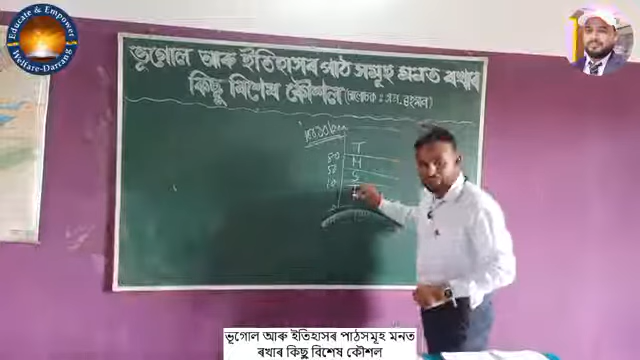 Educate & Empower
Welfare-Darrang
ভূগোল আৰু ইতিহাসৰ পাঠ সমূহ মনত ৰখাৰ
কিছু বিশেষ কৌশল
T
M
S
ভূগোল আৰু ইতিহাসৰ পাঠসমূহ মনত
ৰখাৰ কিছু বিশেষ কৌশল